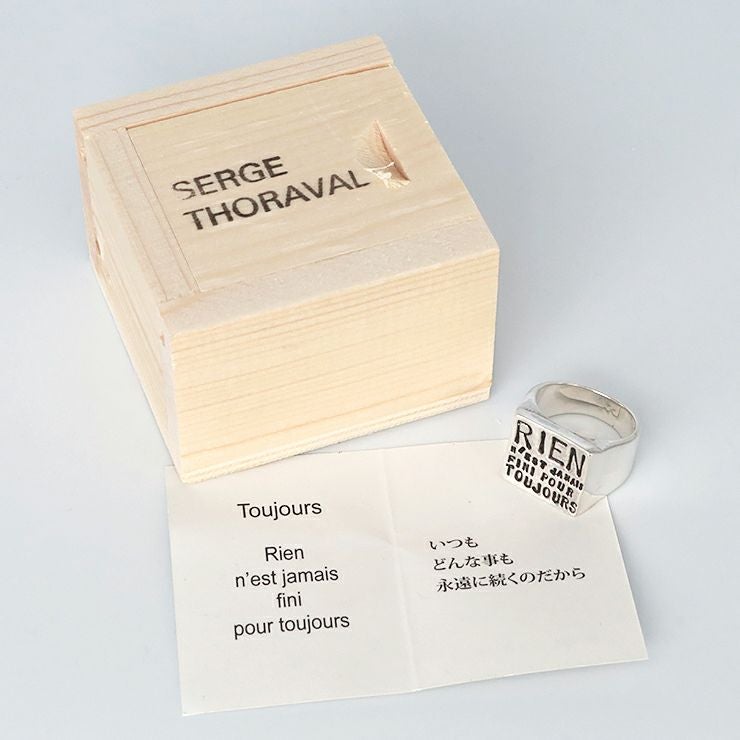 SERGE
THORAVAL
RIEN
N'EST JAMAIS
FINI POUR
TOUJOURS
Toujours
Rien
n'est jamais
fini
pour toujours
いつも
どんな事も
永遠に続くのだから